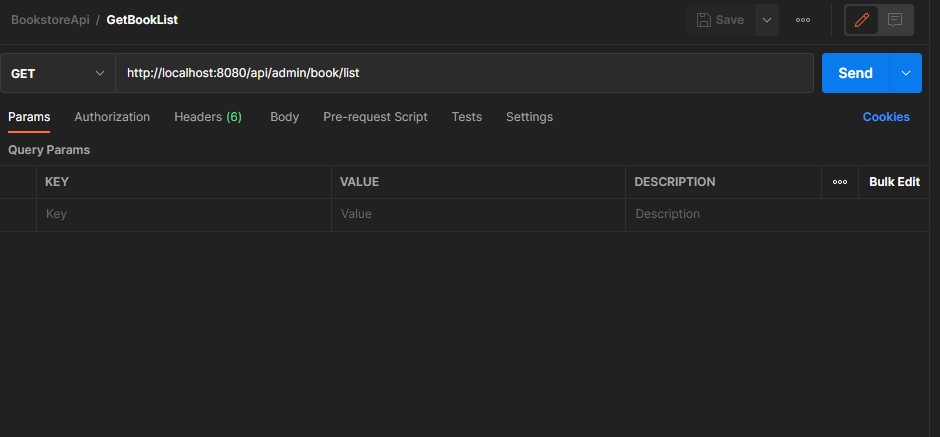 BookstoreApi / GetBookList Save ooo
GET http://localhost:8080/api/admin/book/list Send
Params Authorization Headers (6) Body Pre-request Script Tests Settings Cookies
Query Params
KEY VALUE DESCRIPTION ooo Bulk Edit
Key Value Description